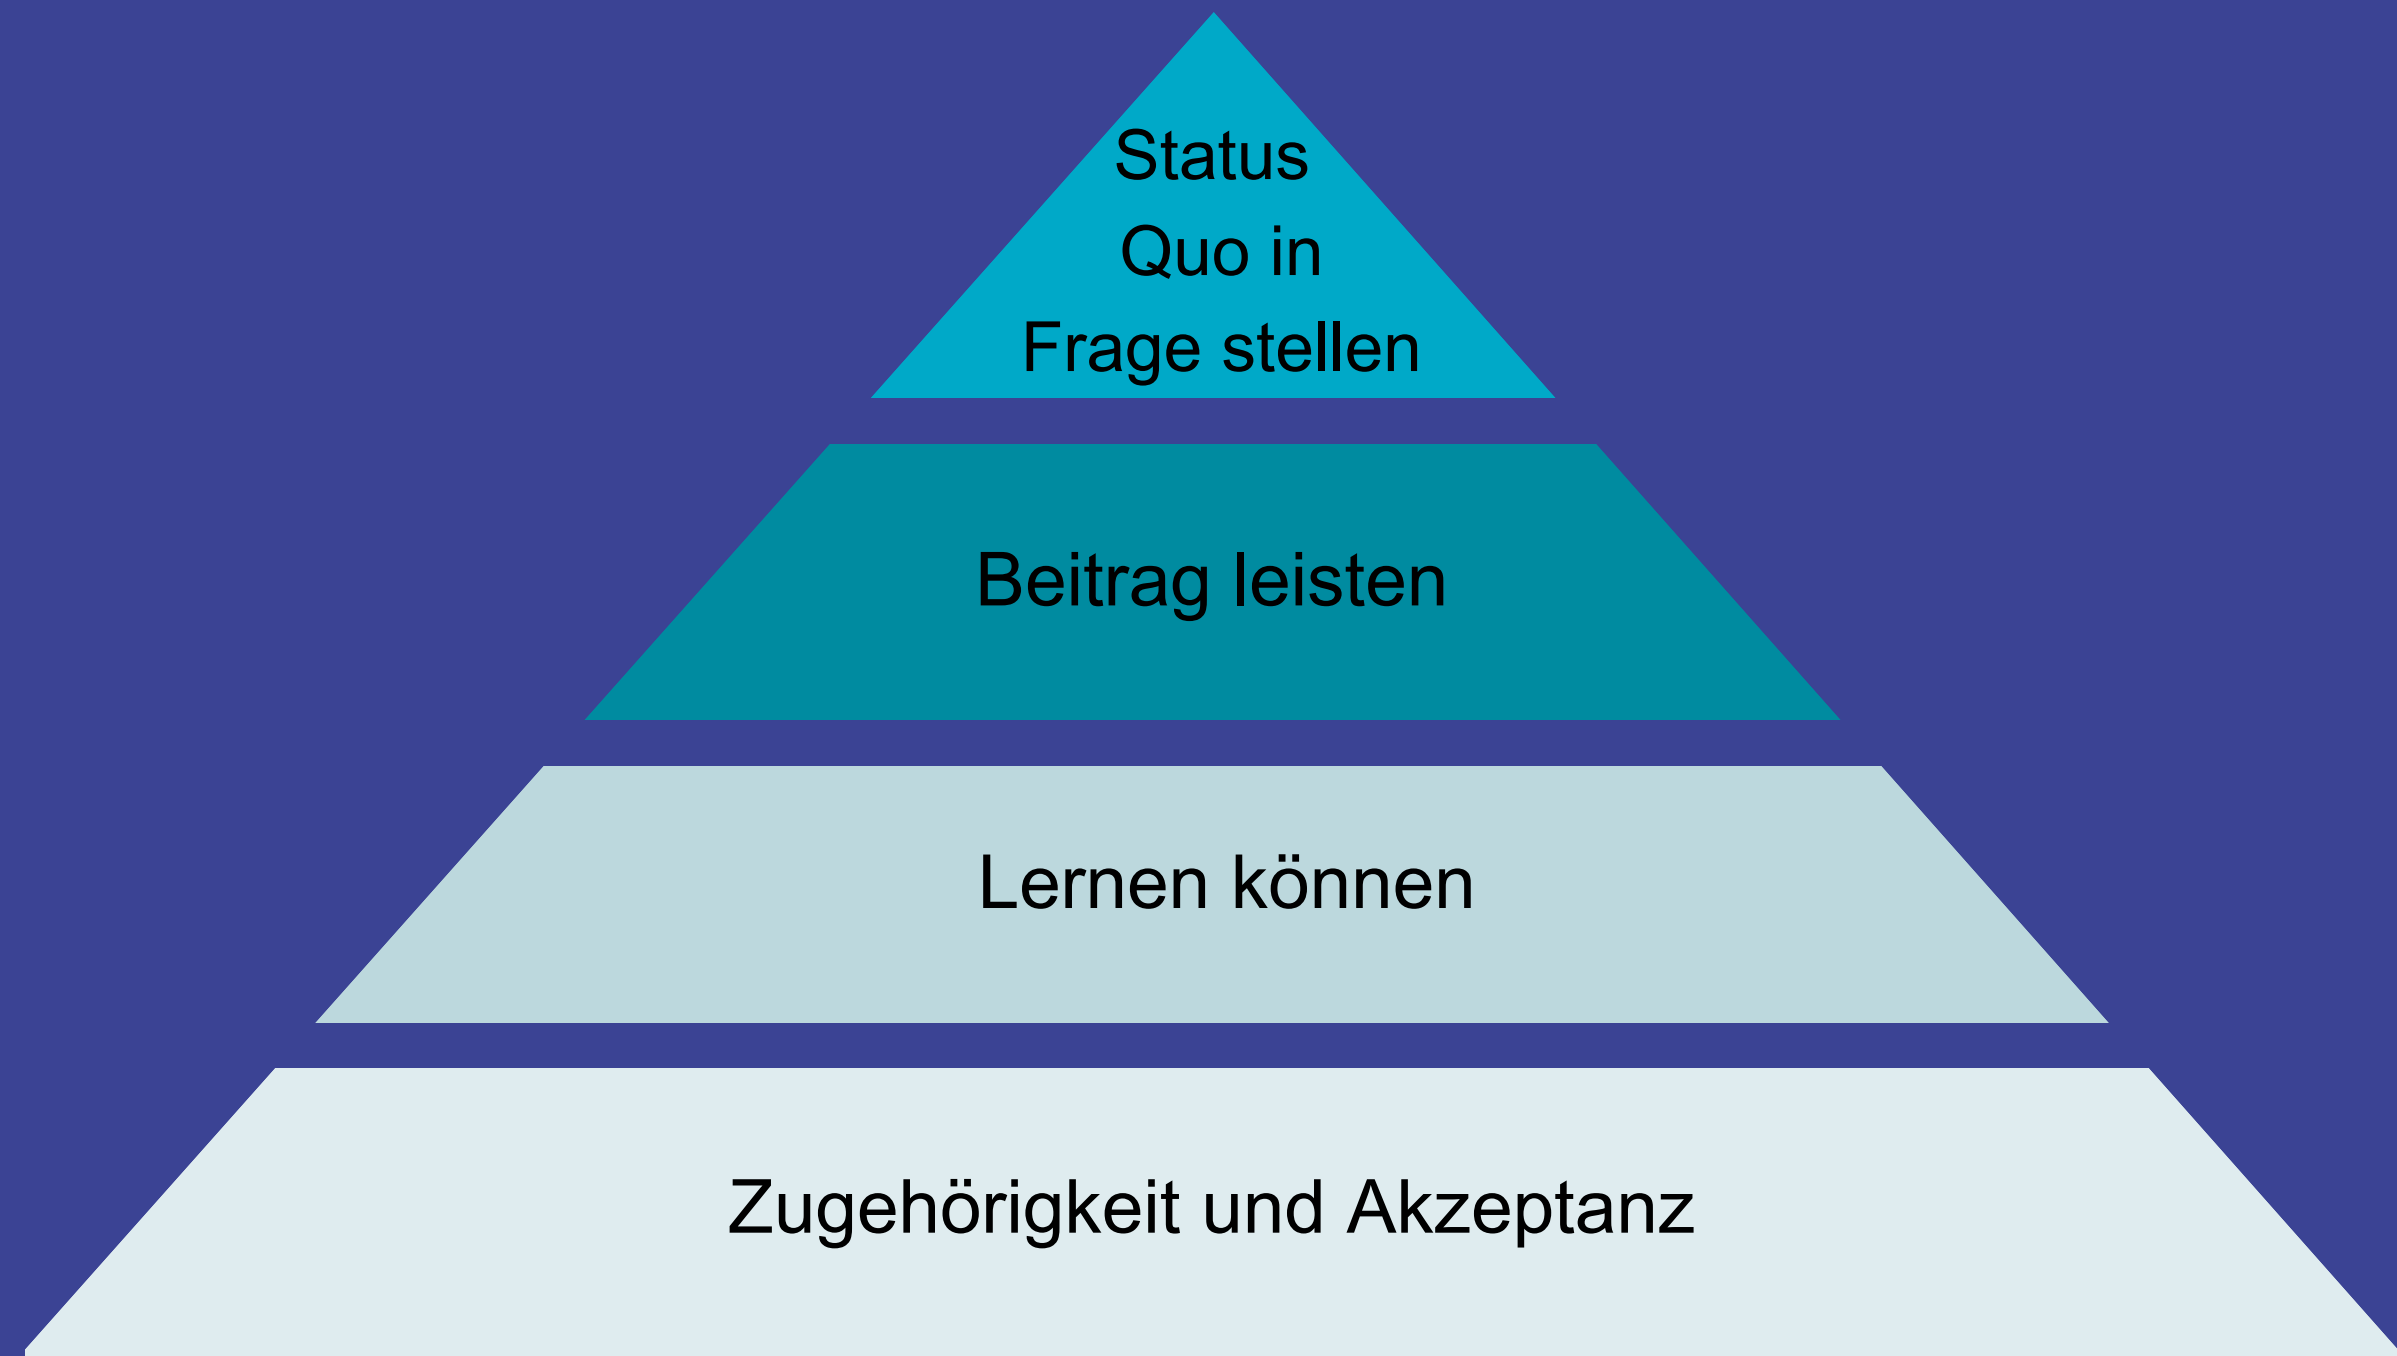 Status
Quo in
Frage stellen
Beitrag leisten
Lernen können
Zugehörigkeit und Akzeptanz